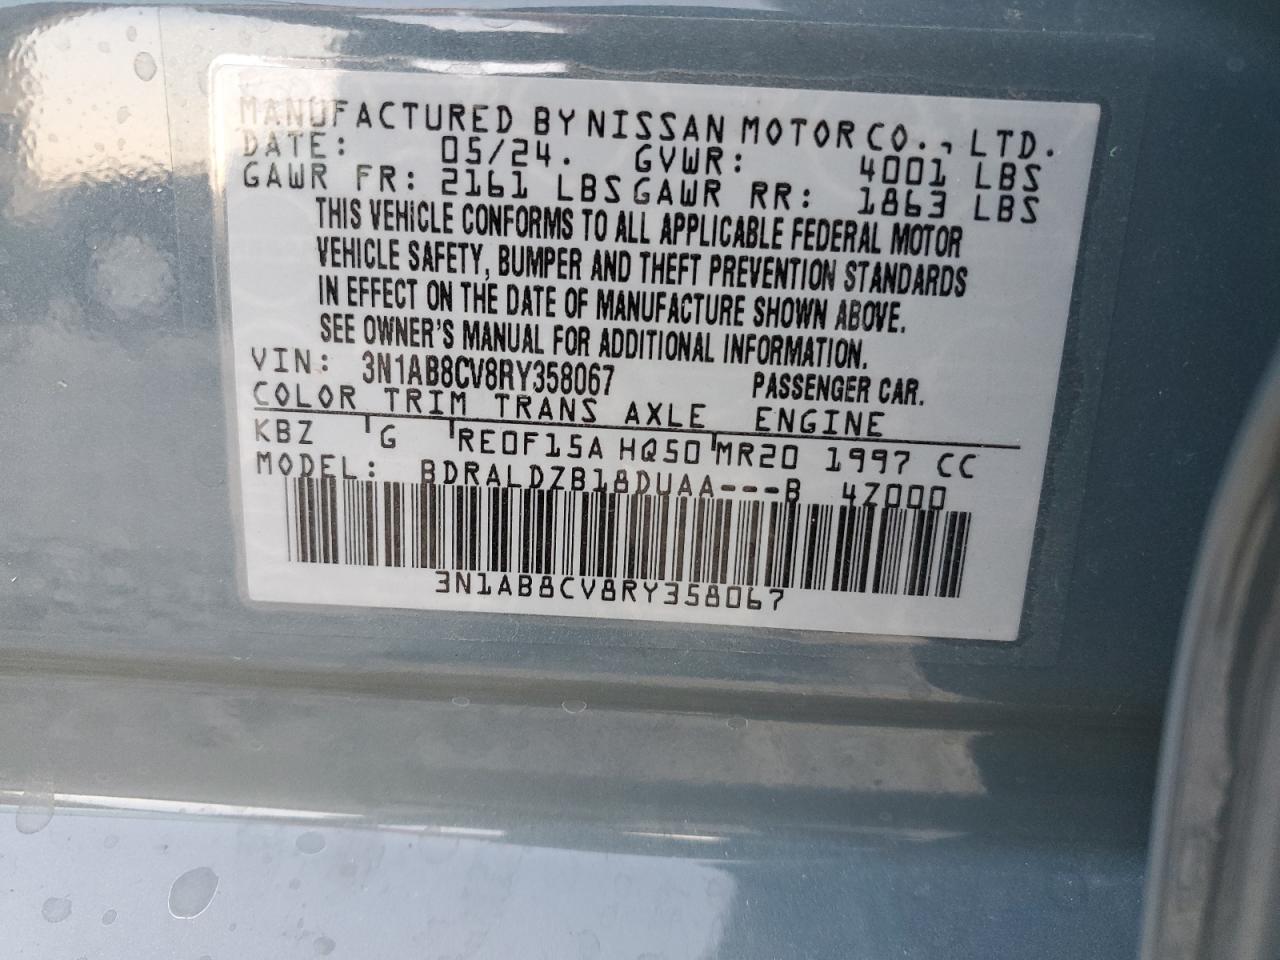 MANUFACTURED BY NISSAN MOTOR CO., LTD.
DATE: 05/24. GVWR: 4001 LBS
GAWR FR: 2161 LBS GAWR RR: 1863 LBS
THIS VEHICLE CONFORMS TO ALL APPLICABLE FEDERAL MOTOR
VEHICLE SAFETY, BUMPER AND THEFT PREVENTION STANDARDS
IN EFFECT ON THE DATE OF MANUFACTURE SHOWN ABOVE.
SEE OWNER'S MANUAL FOR ADDITIONAL INFORMATION.
VIN: 3N1AB8CV8RY358067 PASSENGER CAR.
COLOR TRIM TRANS AXLE ENGINE
KBZ G RE0F15A HQ50 MR20 1997 CC
MODEL: BDRALDZB18DUAA---B 4Z000
3N1AB8CV8RY358067